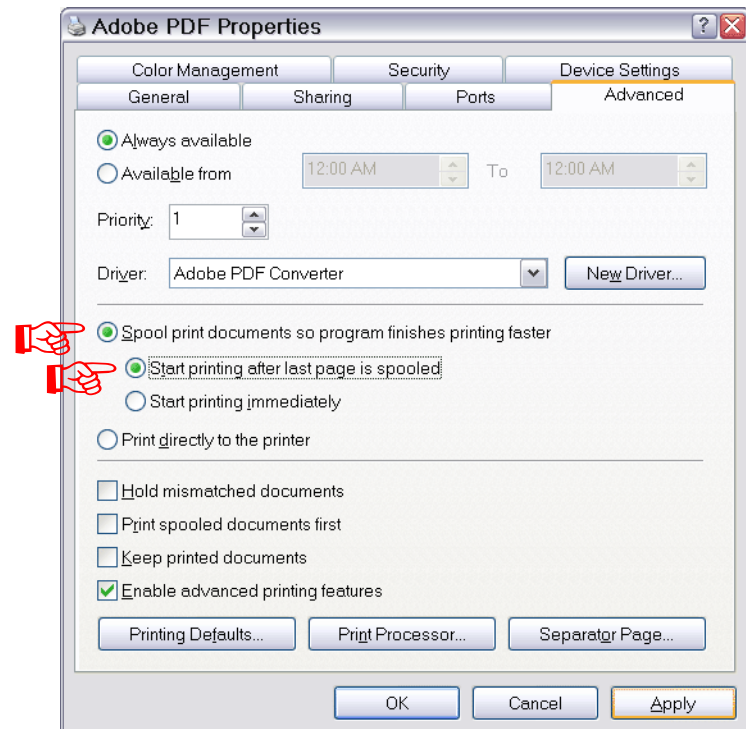 Adobe PDF Properties
Color Management Security Device Settings
General Sharing Ports Advanced
Always available
Available from 12:00 AM To 12:00 AM
Priority: 1
Driver: Adobe PDF Converter New Driver...
Spool print documents so program finishes printing faster
Start printing after last page is spooled
Start printing immediately
Print directly to the printer
Hold mismatched documents
Print spooled documents first
Keep printed documents
Enable advanced printing features
Printing Defaults... Print Processor... Separator Page...
OK Cancel Apply